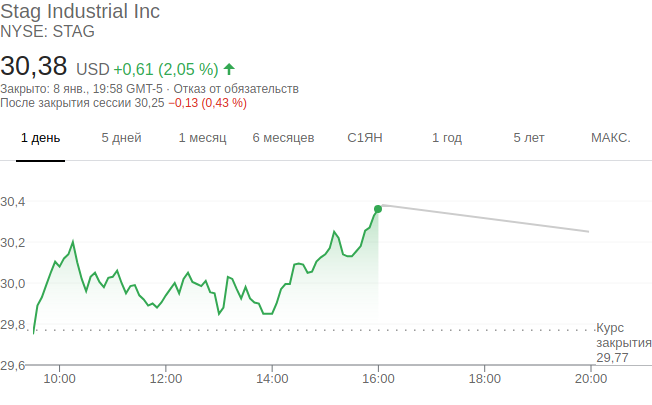 Stag Industrial Inc
NYSE: STAG
30,38 USD +0,61 (2,05 %)
Закрыто: 8 янв., 19:58 GMT-5 · Отказ от обязательств
После закрытия сессии 30,25 −0,13 (0,43 %)
1 день 5 дней 1 месяц 6 месяцев С1ЯН 1 год 5 лет МАКС.
30,4
30,2
30,0
29,8
29,6
Курс
закрытия
29,77
10:00 12:00 14:00 16:00 18:00 20:00